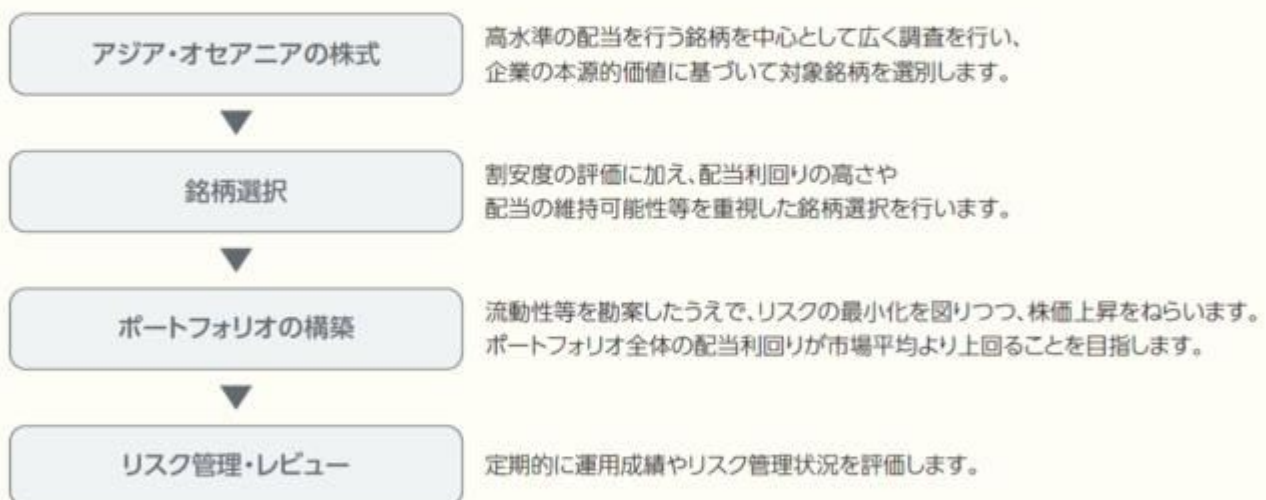 アジア・オセアニアの株式
高水準の配当を行う銘柄を中心として広く調査を行い、
企業の本源的価値に基づいて対象銘柄を選別します。
銘柄選択
割安度の評価に加え、配当利回りの高さや
配当の維持可能性等を重視した銘柄選択を行います。
ポートフォリオの構築
流動性等を勘案したうえで、リスクの最小化を図りつつ、株価上昇をねらいます。
ポートフォリオ全体の配当利回りが市場平均より上回ることを目指します。
リスク管理・レビュー
定期的に運用成績やリスク管理状況を評価します。